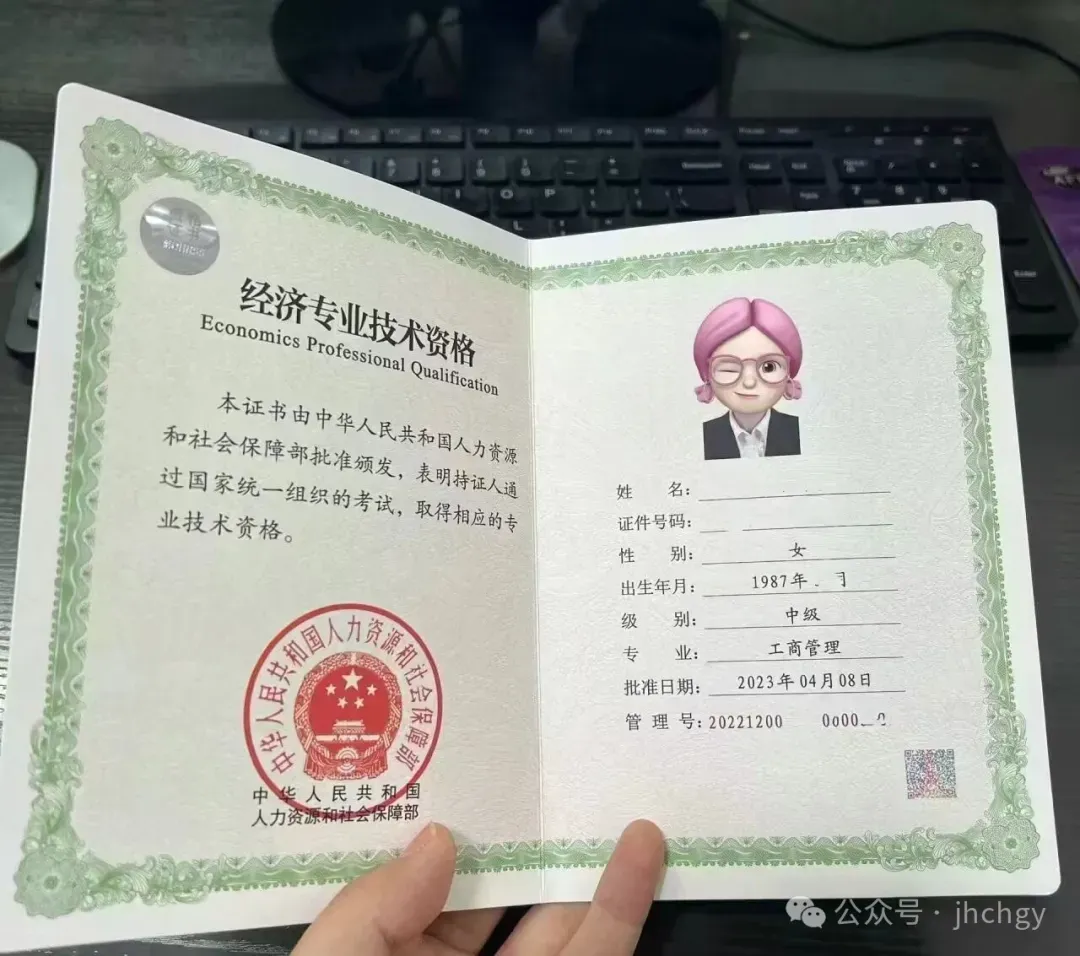 经济专业技术资格
Economics Professional Qualification
本证书由中华人民共和国人力资源
和社会保障部批准颁发，表明持证人通
过国家统一组织的考试，取得相应的专
业技术资格。
中华人民共和国人力资源和社会保障部
中华人民共和国
人力资源和社会保障部
姓 名：
证件号码：
性 别： 女
出生年月： 1987年 月
级 别： 中级
专 业： 工商管理
批准日期： 2023年04月08日
管 理 号：20221200
公众号 · jhchgy